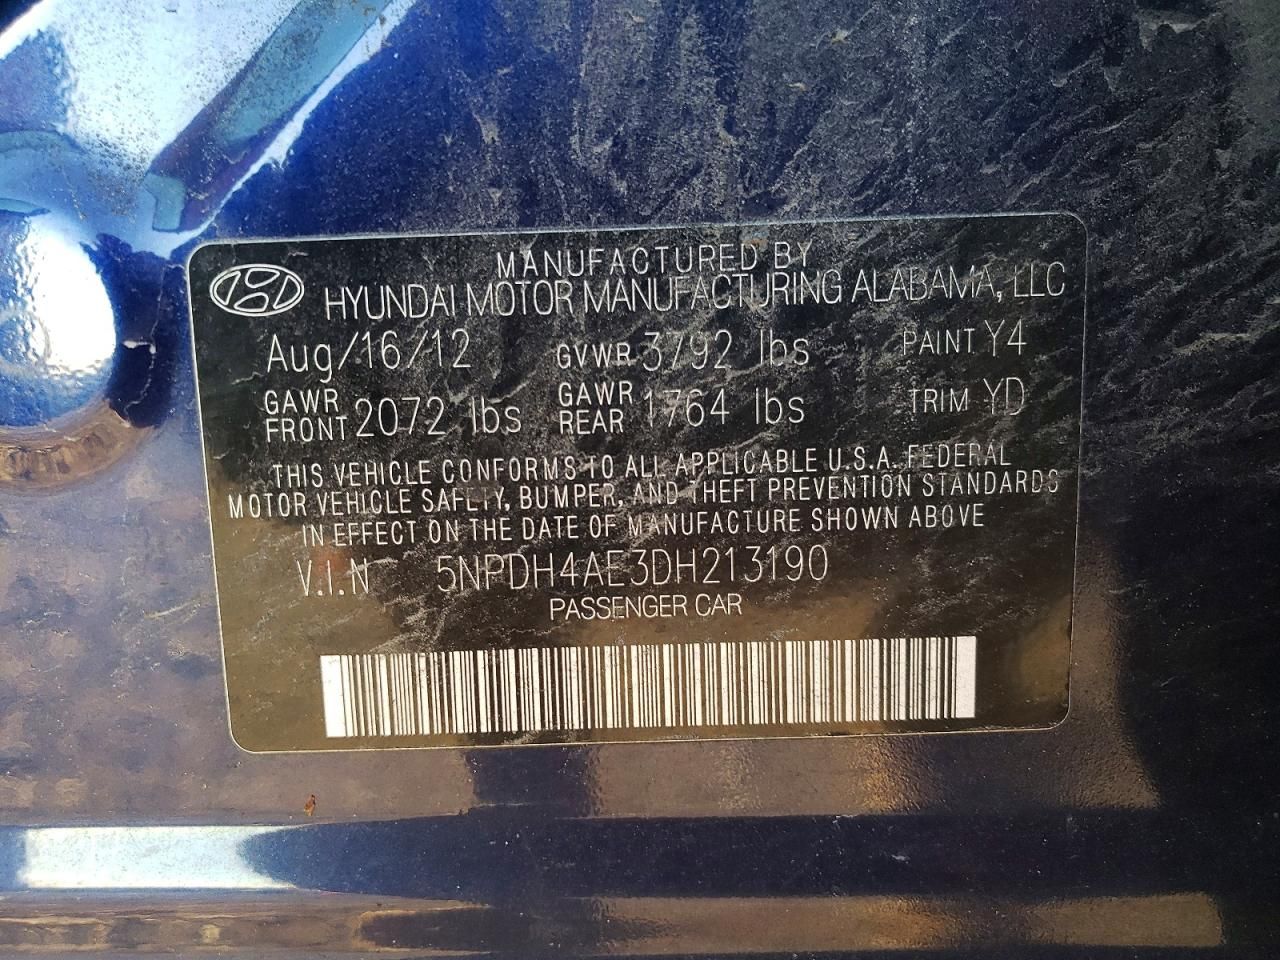 MANUFACTURED BY
HYUNDAI MOTOR MANUFACTURING ALABAMA, LLC
Aug/16/12 GVWR 3792 lbs PAINT Y4
GAWR FRONT 2072 lbs GAWR REAR 1764 lbs TRIM YD
THIS VEHICLE CONFORMS TO ALL APPLICABLE U.S.A. FEDERAL
MOTOR VEHICLE SAFETY, BUMPER, AND THEFT PREVENTION STANDARDS
IN EFFECT ON THE DATE OF MANUFACTURE SHOWN ABOVE
V.I.N 5NPDH4AE3DH213190
PASSENGER CAR